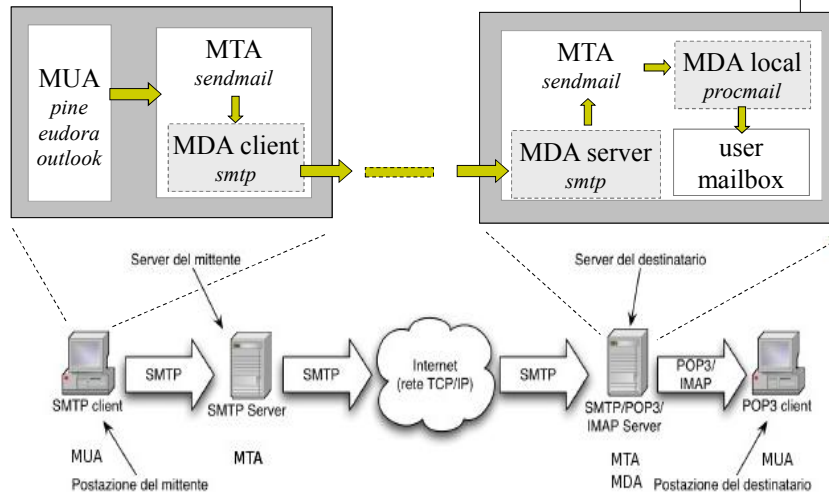 MUA
pine
eudora
outlook
MTA
sendmail
MDA client
smtp
MTA
sendmail
MDA local
procmail
MDA server
smtp
user
mailbox
Server del mittente
Server del destinatario
SMTP
SMTP
Internet
(rete TCP/IP)
SMTP
POP3/
IMAP
SMTP client
SMTP Server
SMTP/POP3/
IMAP Server
POP3 client
MUA
MTA
MTA
MDA
MUA
Postazione del mittente
Postazione del destinatario